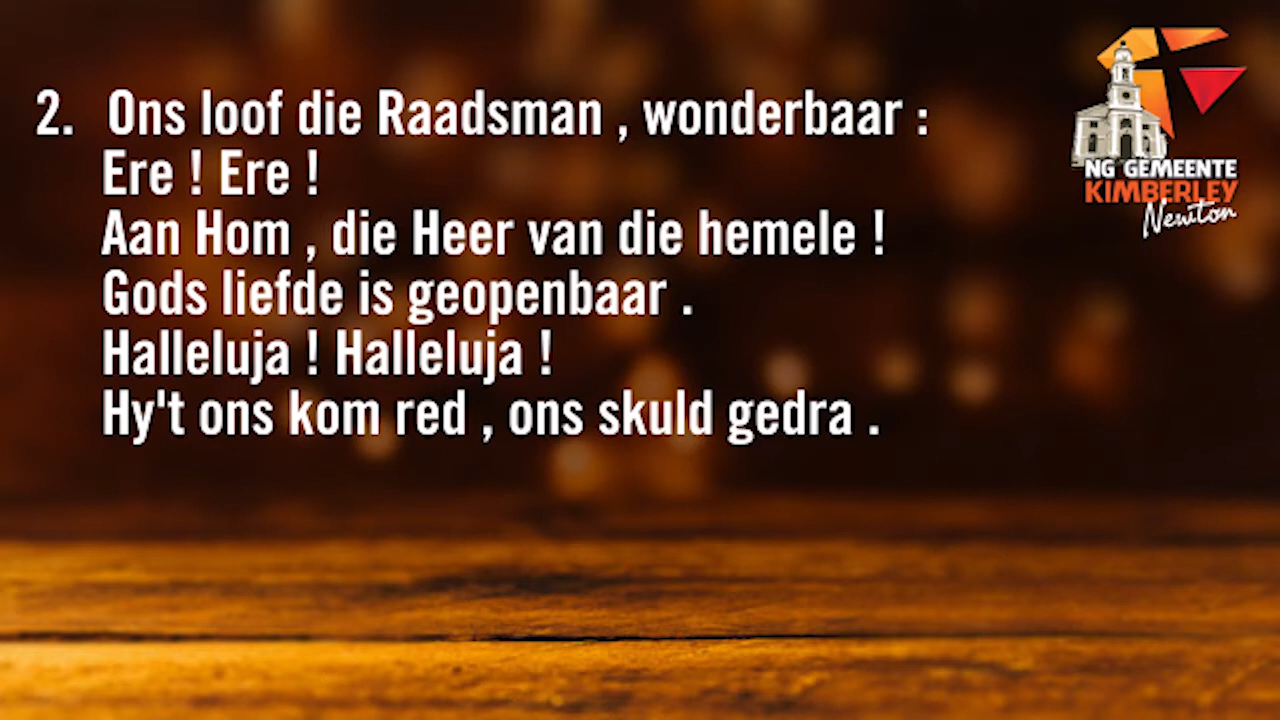 2. Ons loof die Raadsman , wonderbaar :
Ere ! Ere !
Aan Hom , die Heer van die hemele !
Gods liefde is geopenbaar .
Halleluja ! Halleluja !
Hy't ons kom red , ons skuld gedra .
NG GEMEENTE
KIMBERLEY
Newton